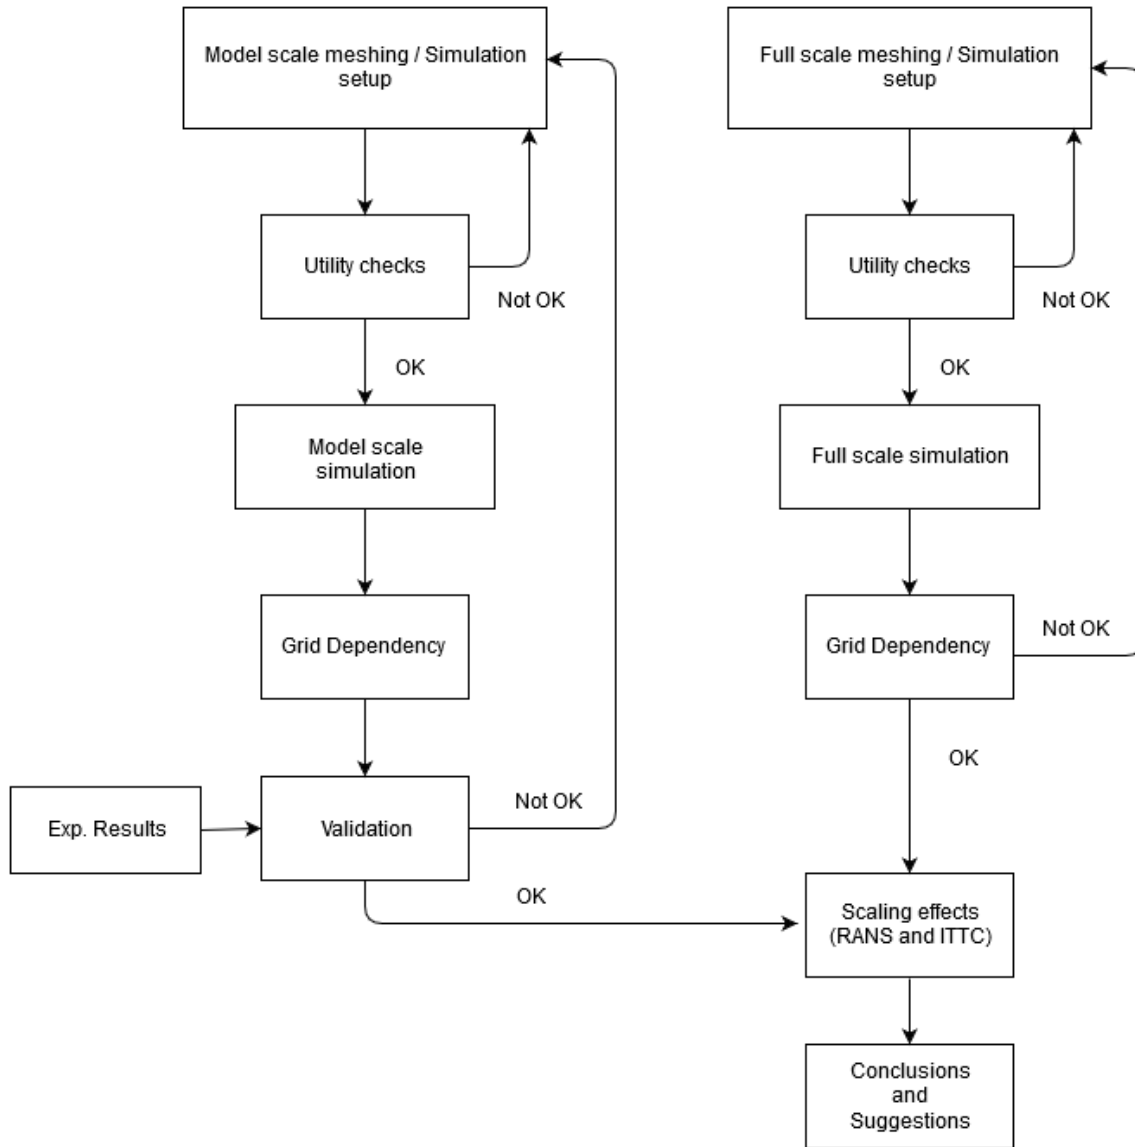 Model scale meshing / Simulation
setup
Utility checks
Not OK
OK
Model scale
simulation
Grid Dependency
Exp. Results
Validation
Not OK
OK
Full scale meshing / Simulation
setup
Utility checks
Not OK
OK
Full scale simulation
Grid Dependency
Not OK
OK
Scaling effects
(RANS and ITTC)
Conclusions
and
Suggestions